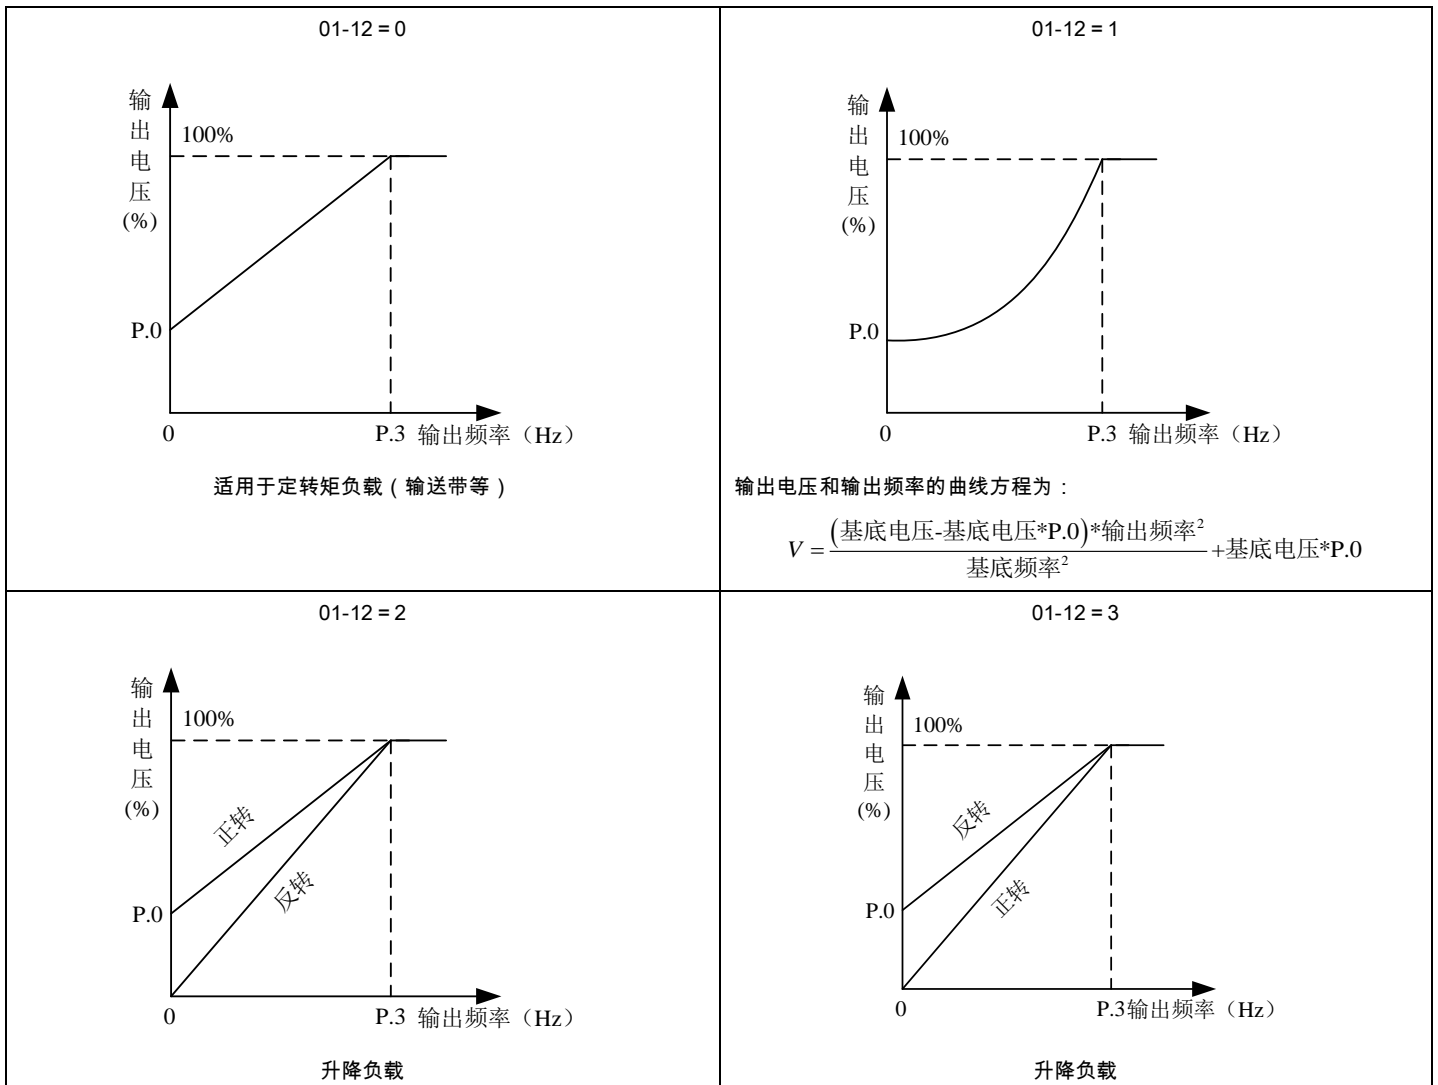 01-12 = 0
输出电压(%)
100%
P.0
0
P.3
输出频率（Hz）
适用于定转矩负载（输送带等）
01-12 = 1
输出电压(%)
100%
P.0
0
P.3
输出频率（Hz）
输出电压和输出频率的曲线方程为：
V = (基底电压-基底电压*P.0)*输出频率² / 基底频率² +基底电压*P.0
01-12 = 2
输出电压(%)
100%
正转
反转
P.0
0
P.3
输出频率（Hz）
升降负载
01-12 = 3
输出电压(%)
100%
反转
正转
P.0
0
P.3输出频率（Hz）
升降负载